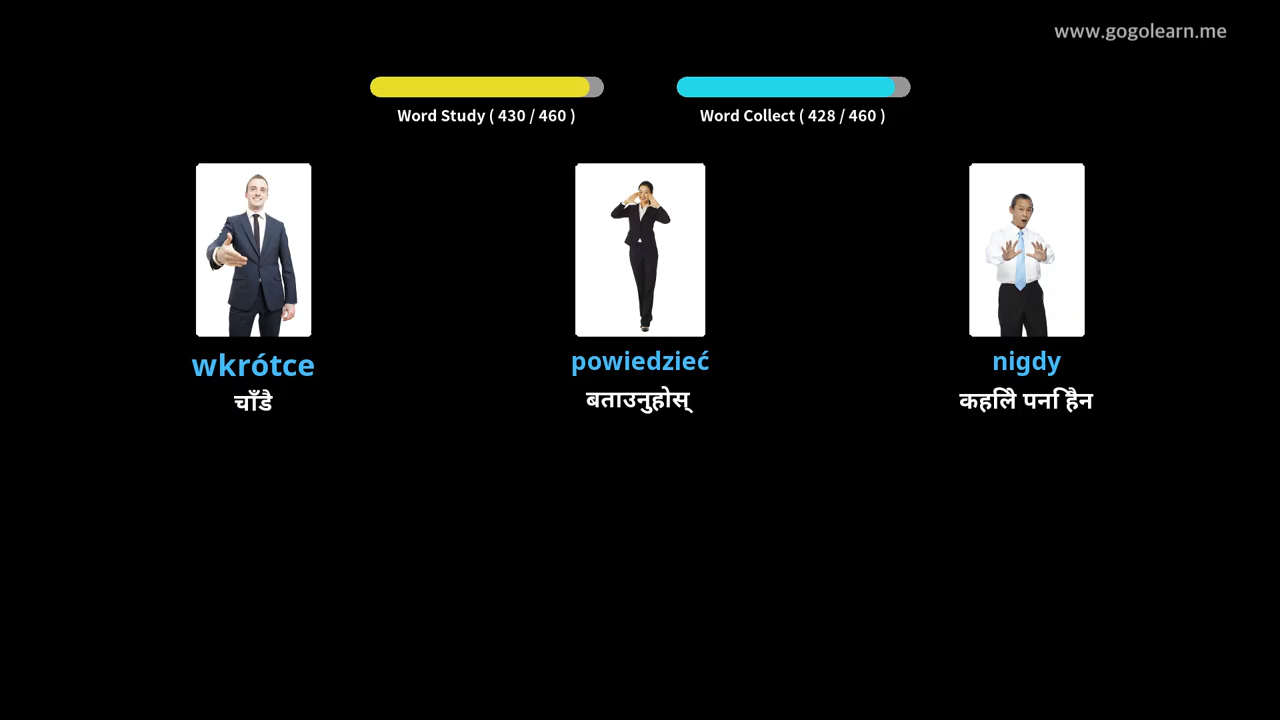 www.gogolearn.me
Word Study ( 430 / 460 )
Word Collect ( 428 / 460 )
wkrótce
powiedzieć
nigdy
चाँडै
बताउनुहोस्
कहिले पनि हैन